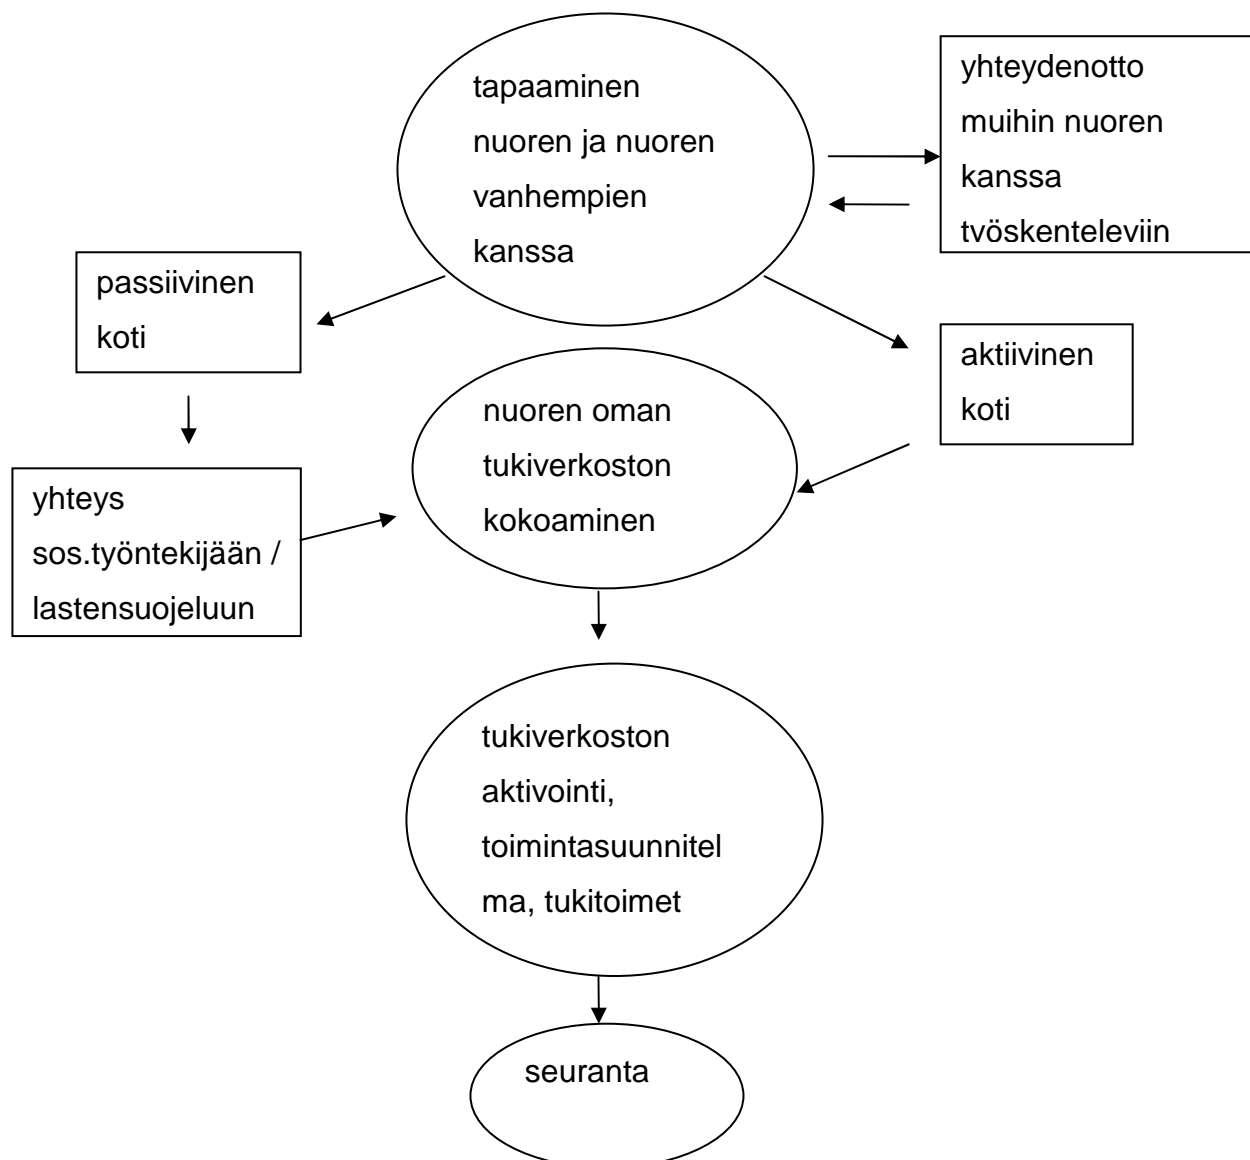 tapaaminen
nuoren ja nuoren
vanhempien
kanssa
yhteydenotto
muihin nuoren
kanssa
työskenteleviin
passiivinen
koti
aktiivinen
koti
nuoren oman
tukiverkoston
kokoaminen
yhteys
sos.työntekijään /
lastensuojeluun
tukiverkoston
aktivointi,
toimintasuunnitel
ma, tukitoimet
seuranta